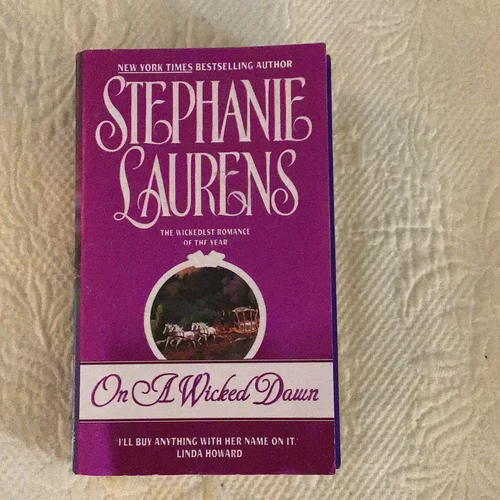 NEW YORK TIMES BESTSELLING AUTHOR
STEPHANIE
LAURENS
THE WICKEDEST ROMANCE
OF THE YEAR
On A Wicked Dawn
'I'LL BUY ANYTHING WITH HER NAME ON IT.'
LINDA HOWARD